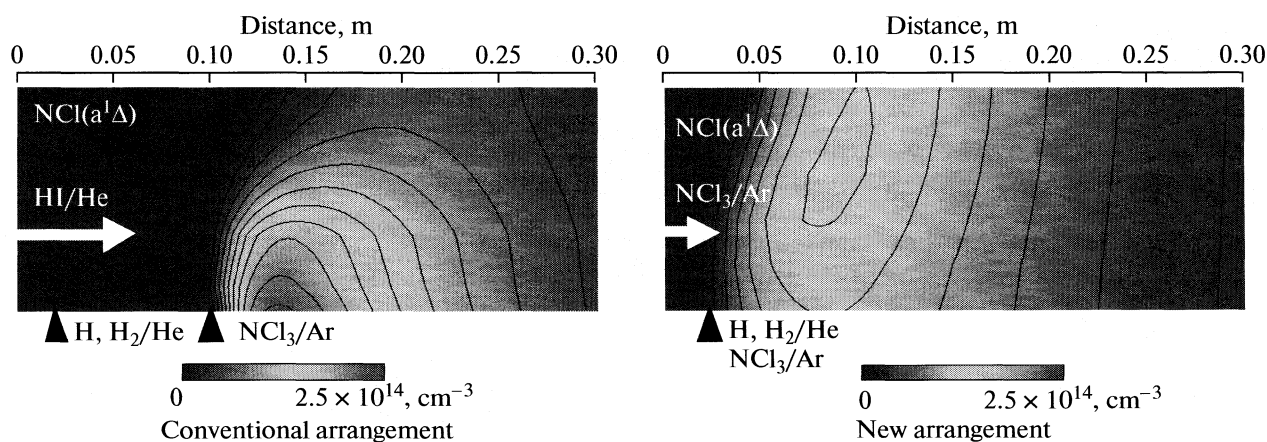 Distance, m
0 0.05 0.10 0.15 0.20 0.25 0.30
NCl(a¹Δ)
HI/He
H, H₂/He NCl₃/Ar
0 2.5 × 10¹⁴, cm⁻³
Conventional arrangement
Distance, m
0 0.05 0.10 0.15 0.20 0.25 0.30
NCl(a¹Δ)
NCl₃/Ar
H, H₂/He
NCl₃/Ar
0 2.5 × 10¹⁴, cm⁻³
New arrangement